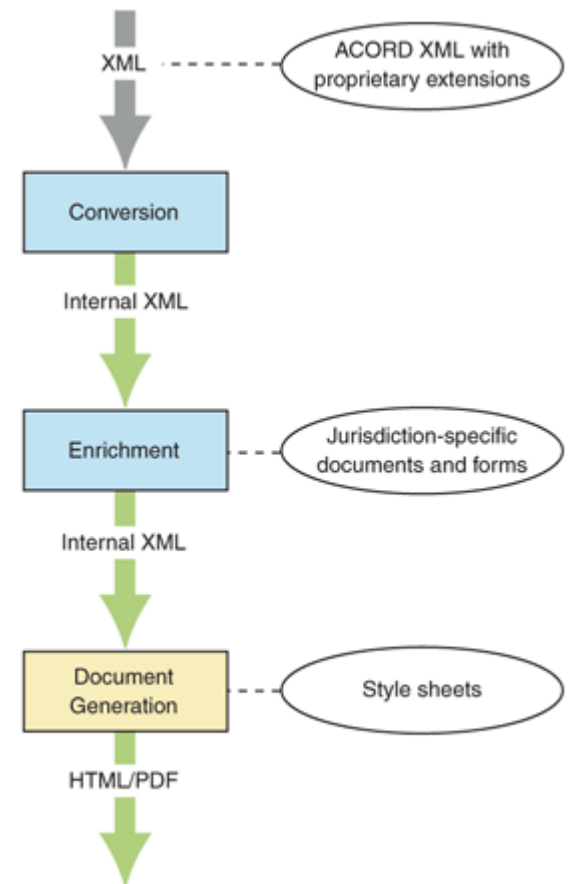 XML
ACORD XML with
proprietary extensions
Conversion
Internal XML
Enrichment
Jurisdiction-specific
documents and forms
Internal XML
Document
Generation
Style sheets
HTML/PDF